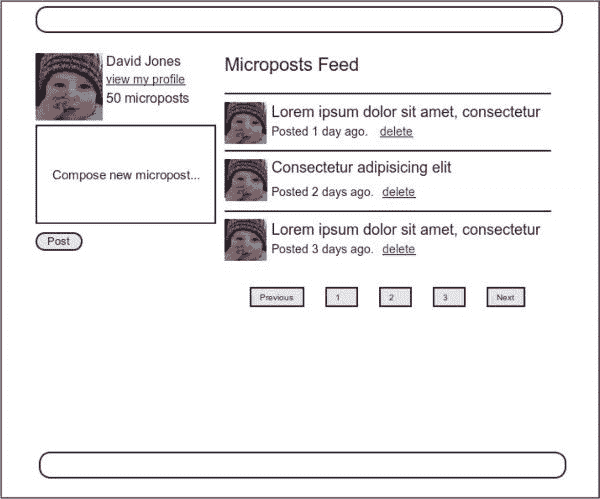 David Jones
view my profile
50 microposts
Compose new micropost...
Post
Microposts Feed
Lorem ipsum dolor sit amet, consectetur
Posted 1 day ago. delete
Consectetur adipisicing elit
Posted 2 days ago. delete
Lorem ipsum dolor sit amet, consectetur
Posted 3 days ago. delete
Previous 1 2 3 Next